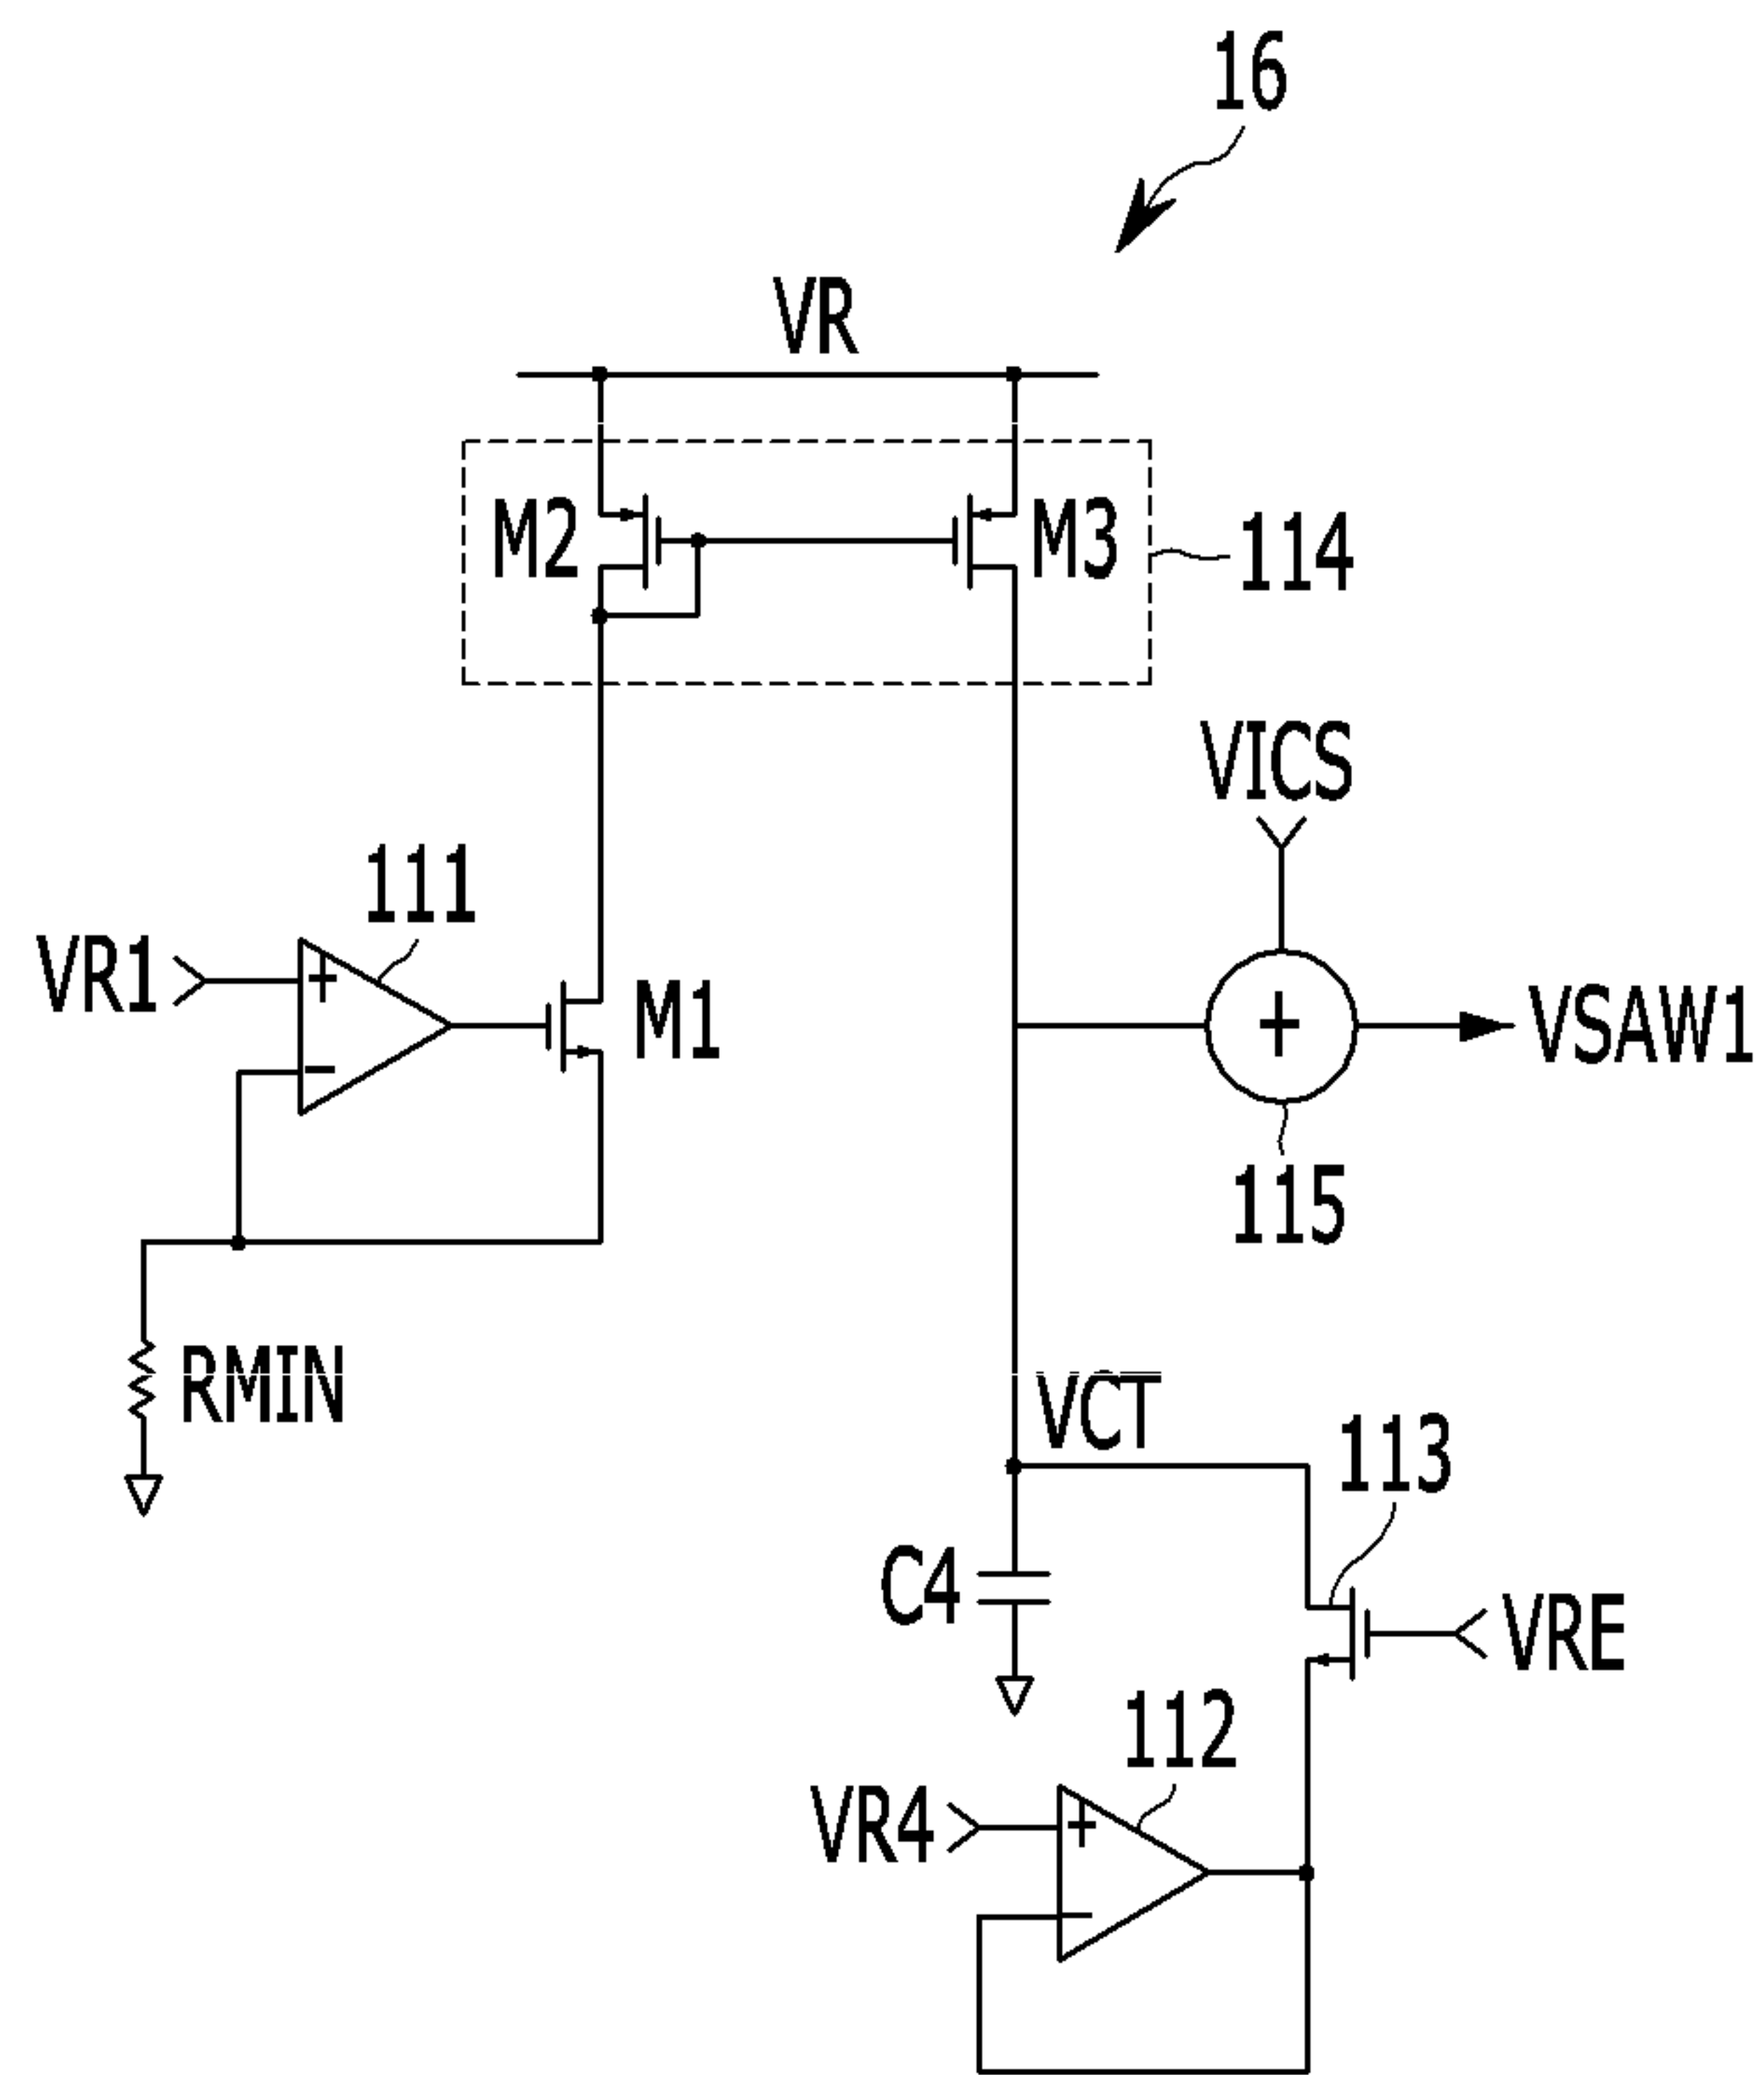 16
VR
M2
M3
114
VICS
111
VR1
M1
+
-
+
VSAW1
115
RMIN
VCT
113
C4
VRE
112
VR4
+
-